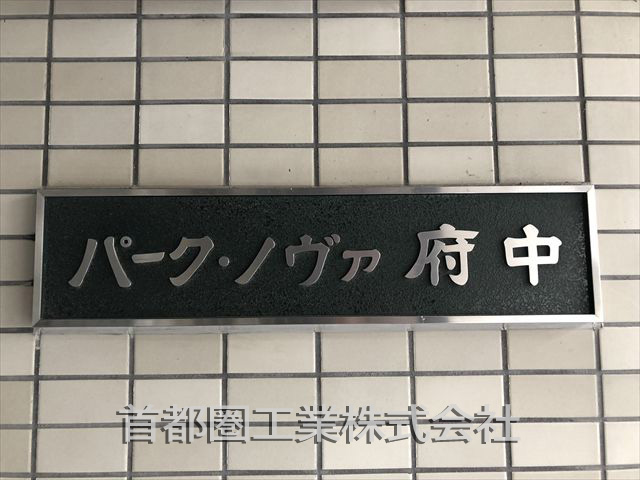 パーク・ノヴァ 府中
首都圏工業株式会社